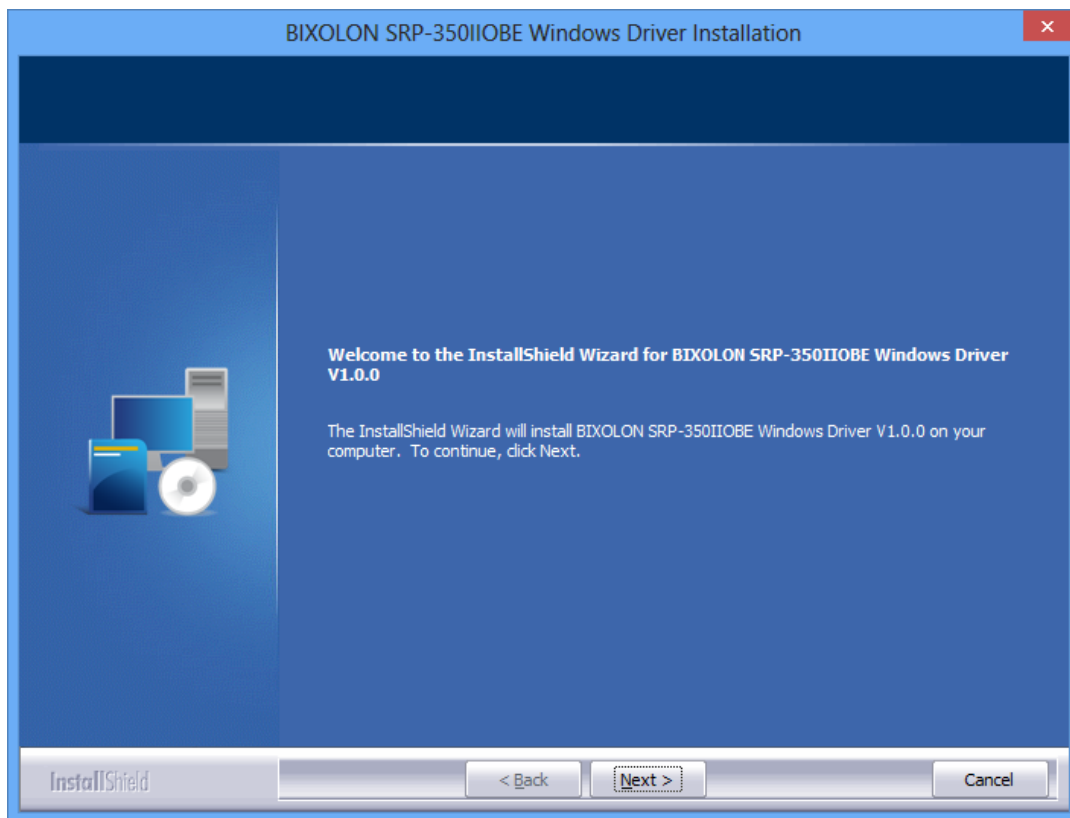 BIXOLON SRP-350IIOBE Windows Driver Installation
Welcome to the InstallShield Wizard for BIXOLON SRP-350IIOBE Windows Driver
V1.0.0
The InstallShield Wizard will install BIXOLON SRP-350IIOBE Windows Driver V1.0.0 on your
computer. To continue, click Next.
InstallShield
< Back
Next >
Cancel